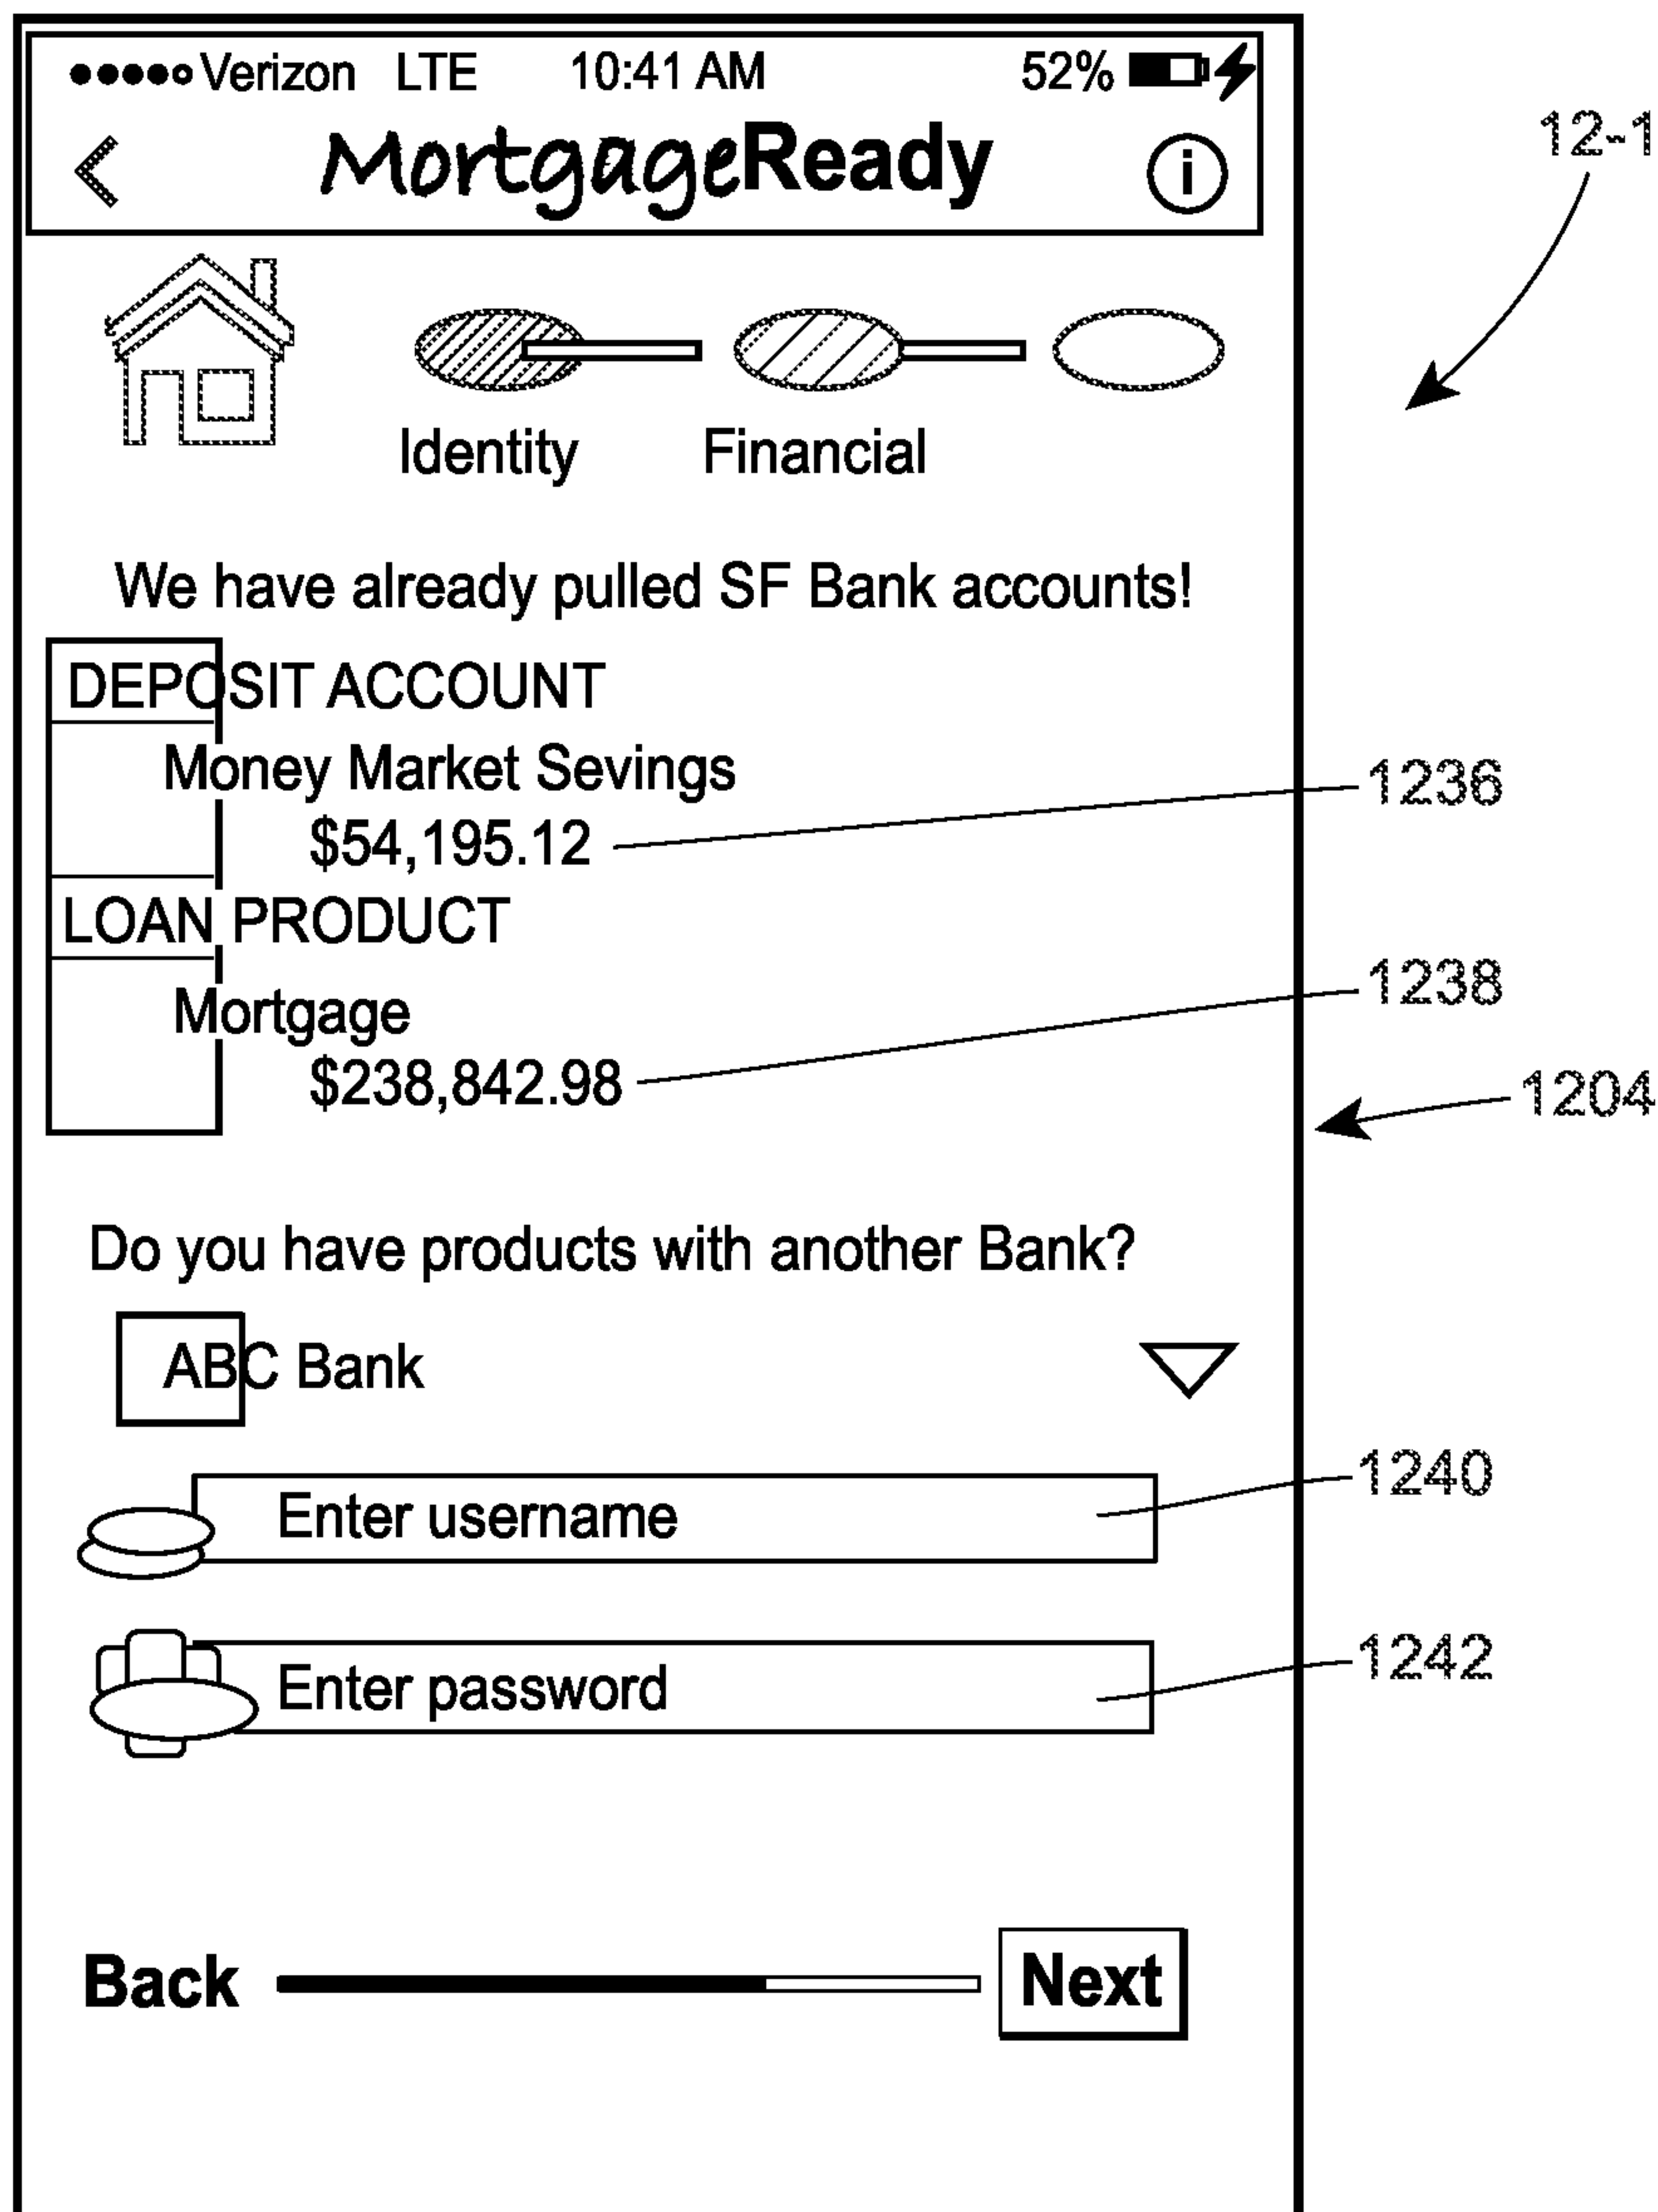 Verizon LTE 10:41 AM 52%
MortgageReady i
12-1
Identity Financial
We have already pulled SF Bank accounts!
DEPOSIT ACCOUNT
Money Market Sevings
$54,195.12
1236
LOAN PRODUCT
Mortgage
$238,842.98
1238
1204
Do you have products with another Bank?
ABC Bank
Enter username
1240
Enter password
1242
Back Next